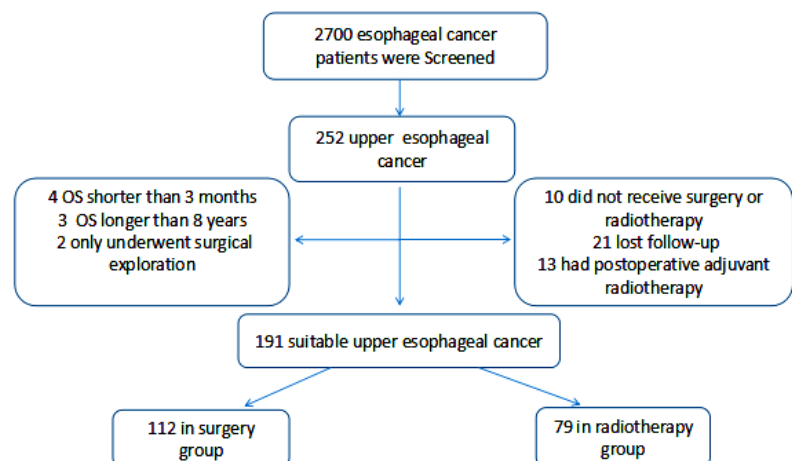 2700 esophageal cancer
patients were Screened
252 upper esophageal
cancer
4 OS shorter than 3 months
3 OS longer than 8 years
2 only underwent surgical
exploration
10 did not receive surgery or
radiotherapy
21 lost follow-up
13 had postoperative adjuvant
radiotherapy
191 suitable upper esophageal cancer
112 in surgery
group
79 in radiotherapy
group